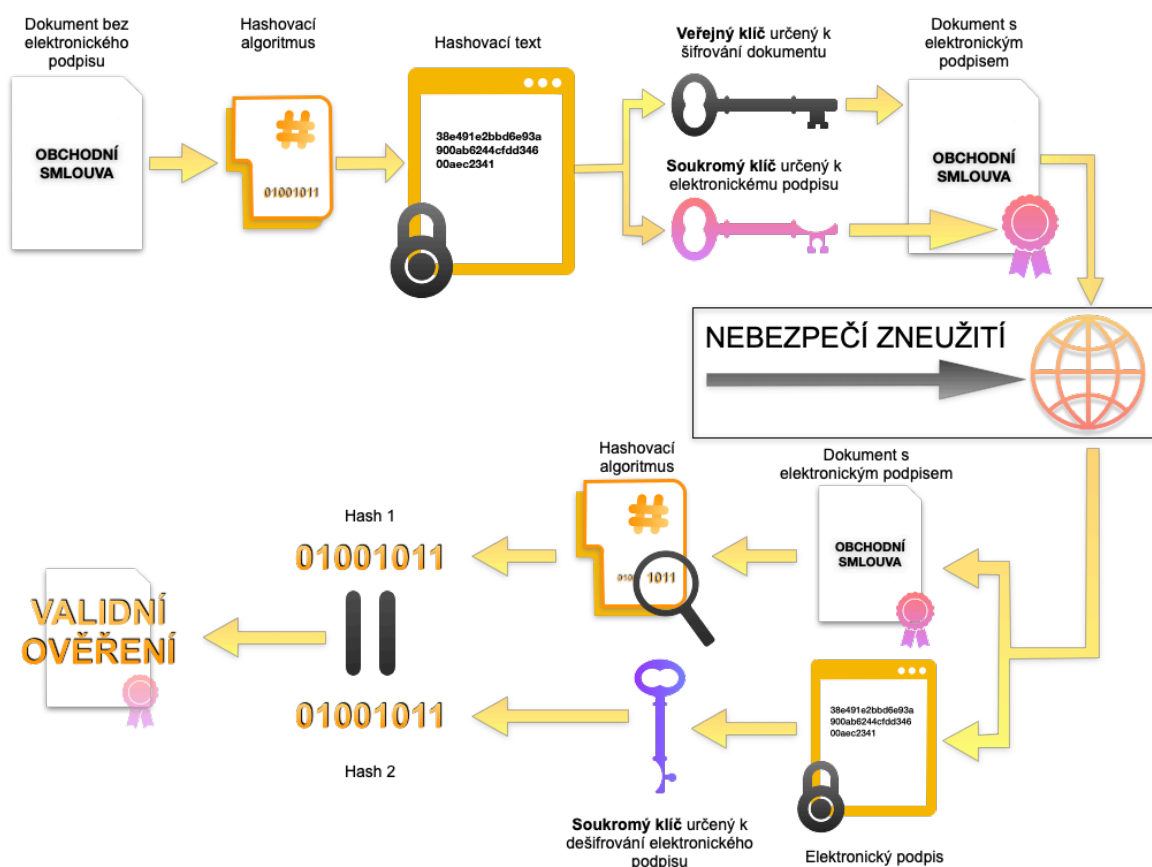 Dokument bez
elektronického
podpisu
OBCHODNÍ
SMLOUVA
Hashovací
algoritmus
#
01001011
Hashovací text
38e491e2bbd6e93a
900ab6244cfdd346
00aec2341
Veřejný klíč určený k
šifrování dokumentu
Soukromý klíč určený k
elektronickému podpisu
Dokument s
elektronickým
podpisem
OBCHODNÍ
SMLOUVA
NEBEZPEČÍ ZNEUŽITÍ
Dokument s
elektronickým podpisem
OBCHODNÍ
SMLOUVA
Hashovací
algoritmus
#
010 1011
Hash 1
01001011
VALIDNÍ
OVĚŘENÍ
01001011
Hash 2
Soukromý klíč určený k
dešifrování elektronického
podpisu
38e491e2bbd6e93a
900ab6244cfdd346
00aec2341
Elektronický podpis